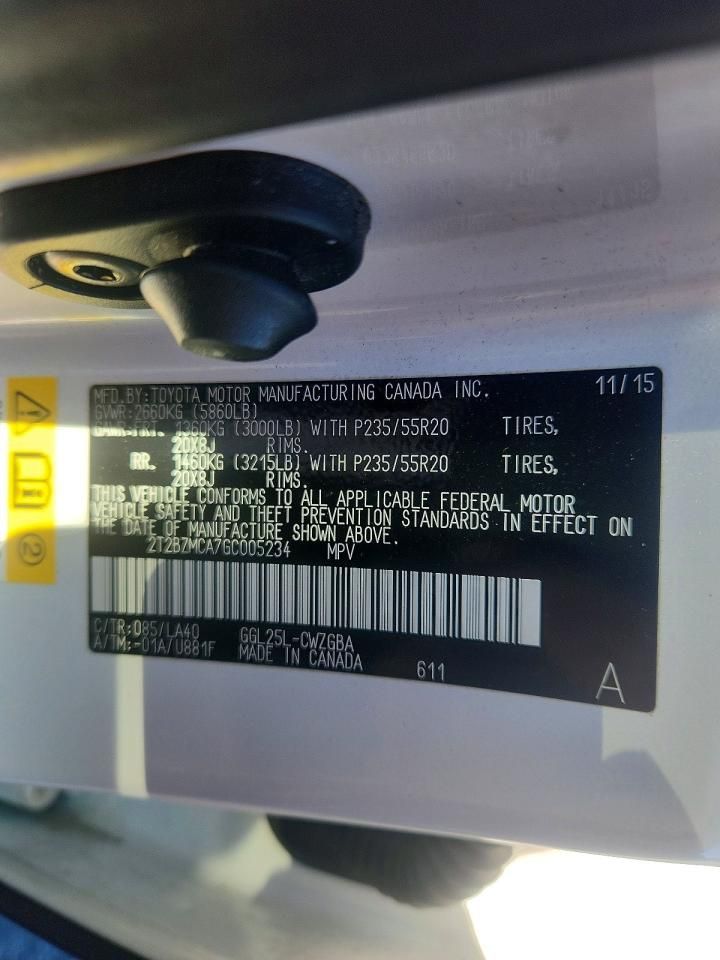 MFD.BY:TOYOTA MOTOR MANUFACTURING CANADA INC. 11/15
GVWR:2660KG (5860LB)
GAWR:FRT. 1360KG (3000LB) WITH P235/55R20 TIRES,
20X8J RIMS.
RR. 1460KG (3215LB) WITH P235/55R20 TIRES,
20X8J RIMS.
THIS VEHICLE CONFORMS TO ALL APPLICABLE FEDERAL MOTOR
VEHICLE SAFETY AND THEFT PREVENTION STANDARDS IN EFFECT ON
THE DATE OF MANUFACTURE SHOWN ABOVE.
2T2BZMCA7GC005234 MPV
C/TR:085/LA40 GGL25L-CWZGBA
A/TM:-01A/U881F MADE IN CANADA 611 A
2